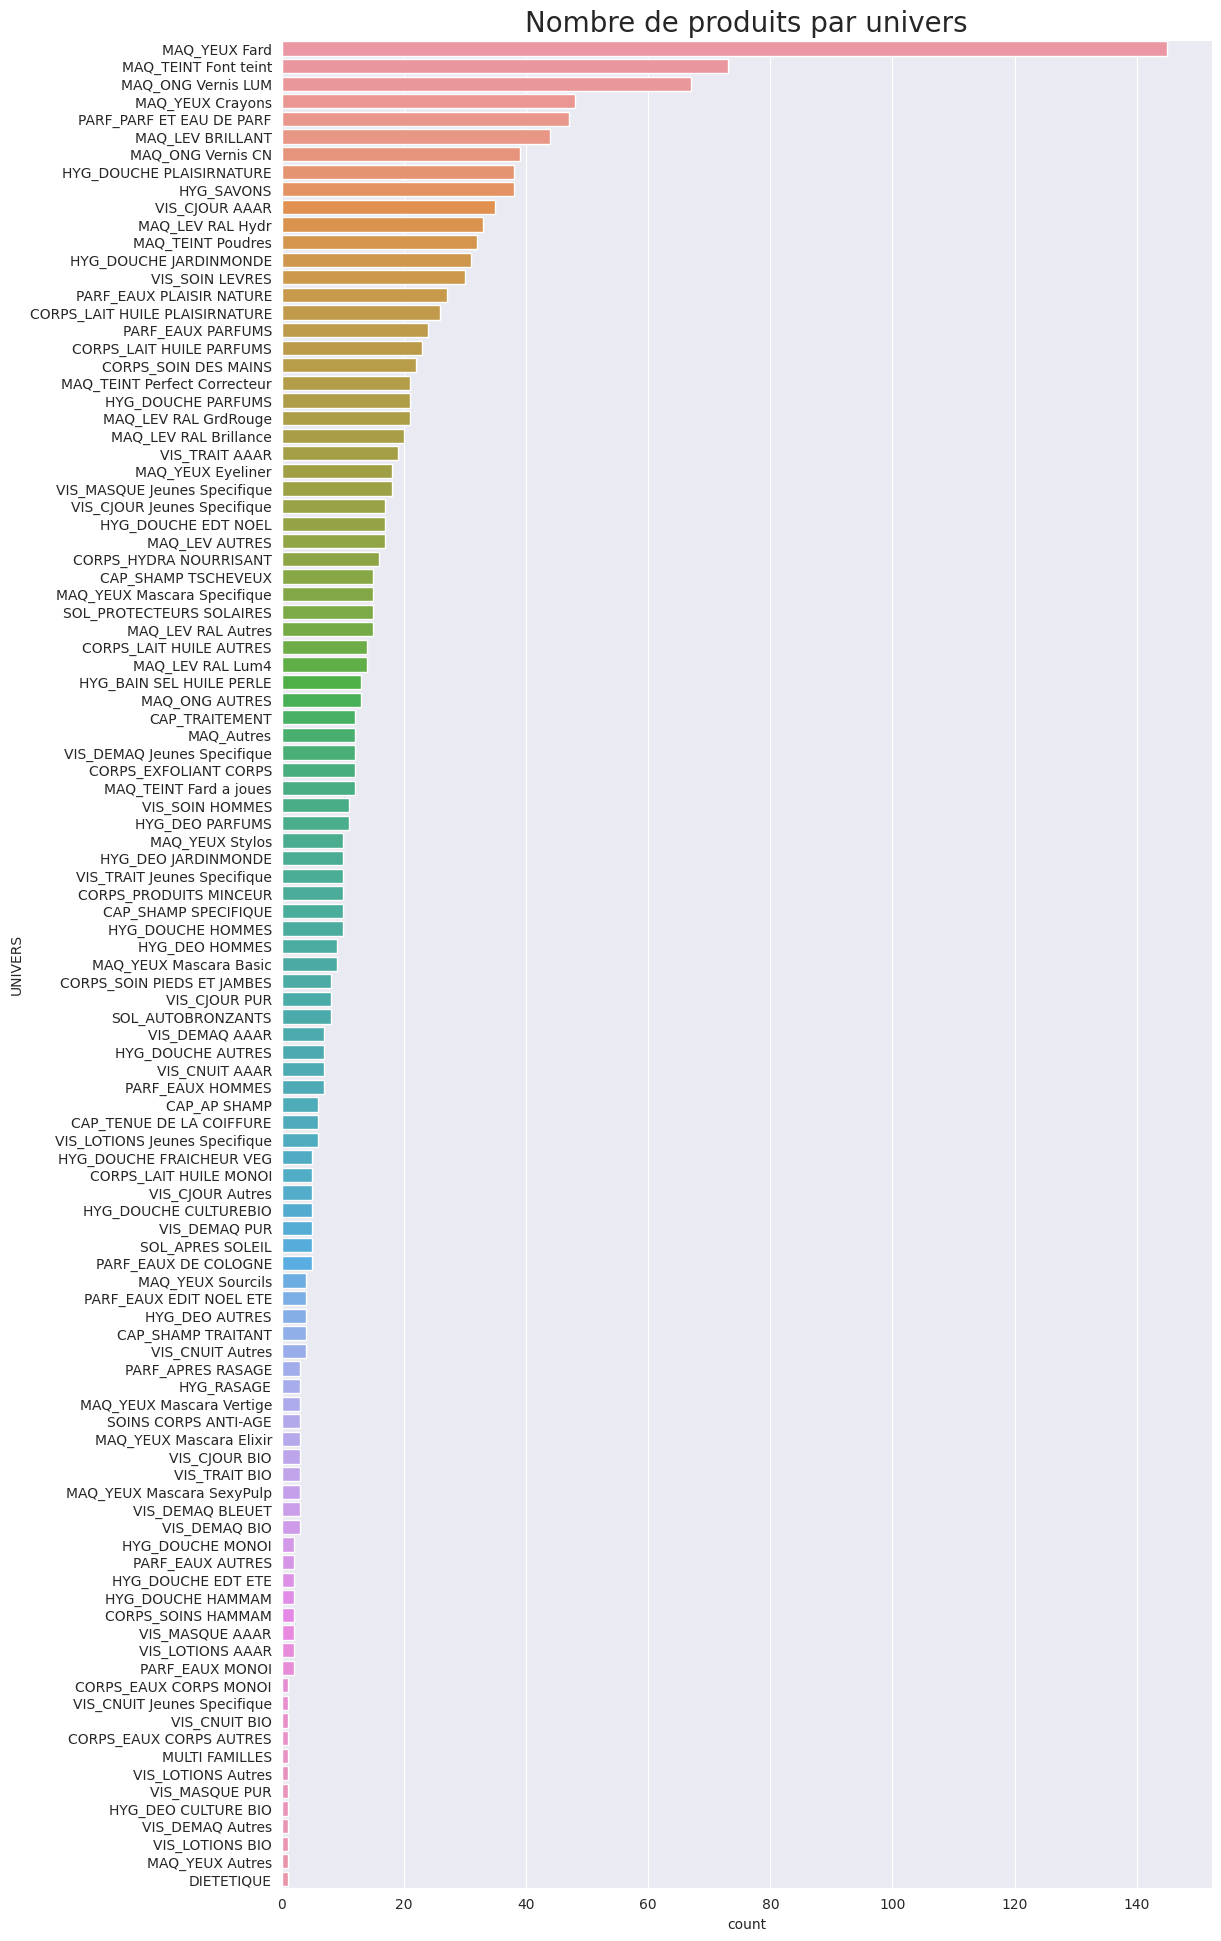 Nombre de produits par univers
MAQ_YEUX Fard
MAQ_TEINT Font teint
MAQ_ONG Vernis LUM
MAQ_YEUX Crayons
PARF_PARF ET EAU DE PARF
MAQ_LEV BRILLANT
MAQ_ONG Vernis CN
HYG_DOUCHE PLAISIRNATURE
HYG_SAVONS
VIS_CJOUR AAAR
MAQ_LEV RAL Hydr
MAQ_TEINT Poudres
HYG_DOUCHE JARDINMONDE
VIS_SOIN LEVRES
PARF_EAUX PLAISIR NATURE
CORPS_LAIT HUILE PLAISIRNATURE
PARF_EAUX PARFUMS
CORPS_LAIT HUILE PARFUMS
CORPS_SOIN DES MAINS
MAQ_TEINT Perfect Correcteur
HYG_DOUCHE PARFUMS
MAQ_LEV RAL GrdRouge
MAQ_LEV RAL Brillance
VIS_TRAIT AAAR
MAQ_YEUX Eyeliner
VIS_MASQUE Jeunes Specifique
VIS_CJOUR Jeunes Specifique
HYG_DOUCHE EDT NOEL
MAQ_LEV AUTRES
CORPS_HYDRA NOURRISANT
CAP_SHAMP TSCHEVEUX
MAQ_YEUX Mascara Specifique
SOL_PROTECTEURS SOLAIRES
MAQ_LEV RAL Autres
CORPS_LAIT HUILE AUTRES
MAQ_LEV RAL Lum4
HYG_BAIN SEL HUILE PERLE
MAQ_ONG AUTRES
CAP_TRAITEMENT
MAQ_Autres
VIS_DEMAQ Jeunes Specifique
CORPS_EXFOLIANT CORPS
MAQ_TEINT Fard a joues
VIS_SOIN HOMMES
HYG_DEO PARFUMS
MAQ_YEUX Stylos
HYG_DEO JARDINMONDE
VIS_TRAIT Jeunes Specifique
CORPS_PRODUITS MINCEUR
CAP_SHAMP SPECIFIQUE
HYG_DOUCHE HOMMES
HYG_DEO HOMMES
MAQ_YEUX Mascara Basic
CORPS_SOIN PIEDS ET JAMBES
VIS_CJOUR PUR
SOL_AUTOBRONZANTS
VIS_DEMAQ AAAR
HYG_DOUCHE AUTRES
VIS_CNUIT AAAR
PARF_EAUX HOMMES
CAP_AP SHAMP
CAP_TENUE DE LA COIFFURE
VIS_LOTIONS Jeunes Specifique
HYG_DOUCHE FRAICHEUR VEG
CORPS_LAIT HUILE MONOI
VIS_CJOUR Autres
HYG_DOUCHE CULTUREBIO
VIS_DEMAQ PUR
SOL_APRES SOLEIL
PARF_EAUX DE COLOGNE
MAQ_YEUX Sourcils
PARF_EAUX EDIT NOEL ETE
HYG_DEO AUTRES
CAP_SHAMP TRAITANT
VIS_CNUIT Autres
PARF_APRES RASAGE
HYG_RASAGE
MAQ_YEUX Mascara Vertige
SOINS CORPS ANTI-AGE
MAQ_YEUX Mascara Elixir
VIS_CJOUR BIO
VIS_TRAIT BIO
MAQ_YEUX Mascara SexyPulp
VIS_DEMAQ BLEUET
VIS_DEMAQ BIO
HYG_DOUCHE MONOI
PARF_EAUX AUTRES
HYG_DOUCHE EDT ETE
HYG_DOUCHE HAMMAM
CORPS_SOINS HAMMAM
VIS_MASQUE AAAR
VIS_LOTIONS AAAR
PARF_EAUX MONOI
CORPS_EAUX CORPS MONOI
VIS_CNUIT Jeunes Specifique
VIS_CNUIT BIO
CORPS_EAUX CORPS AUTRES
MULTI FAMILLES
VIS_LOTIONS Autres
VIS_MASQUE PUR
HYG_DEO CULTURE BIO
VIS_DEMAQ Autres
VIS_LOTIONS BIO
MAQ_YEUX Autres
DIETETIQUE
UNIVERS
0 20 40 60 80 100 120 140
count